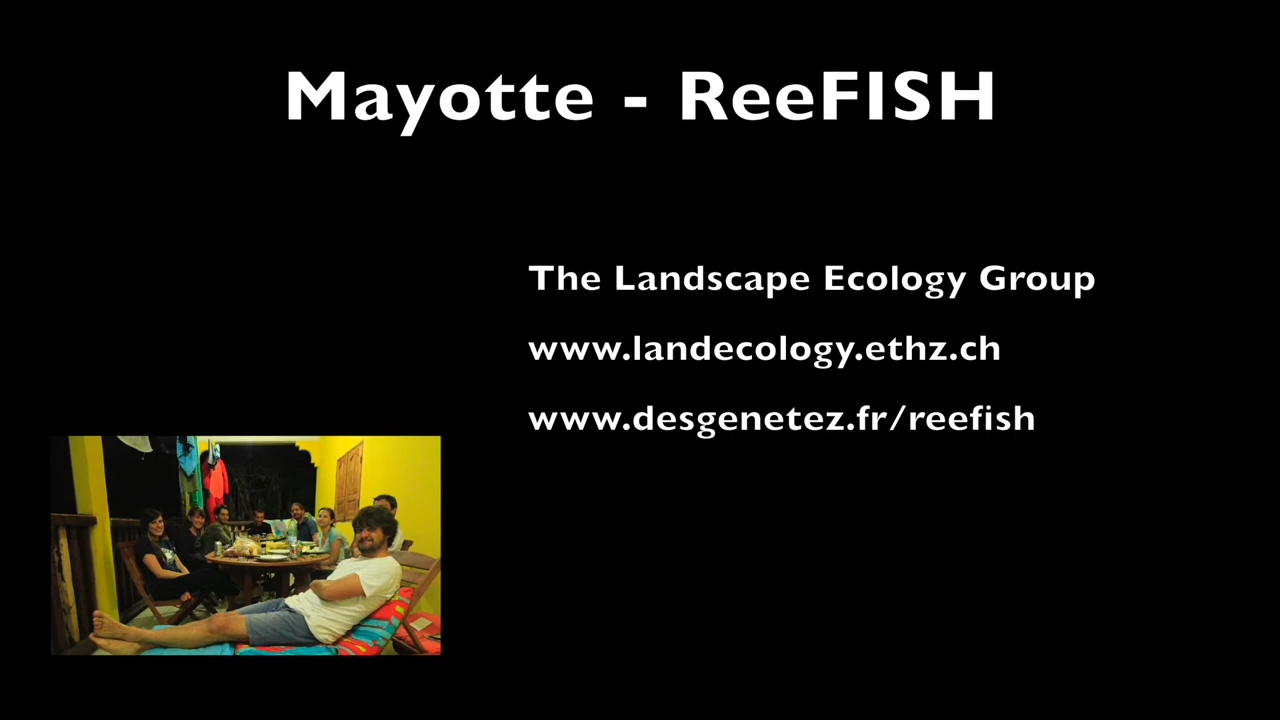 Mayotte - ReeFISH
The Landscape Ecology Group
www.landecology.ethz.ch
www.desgenetez.fr/reefish